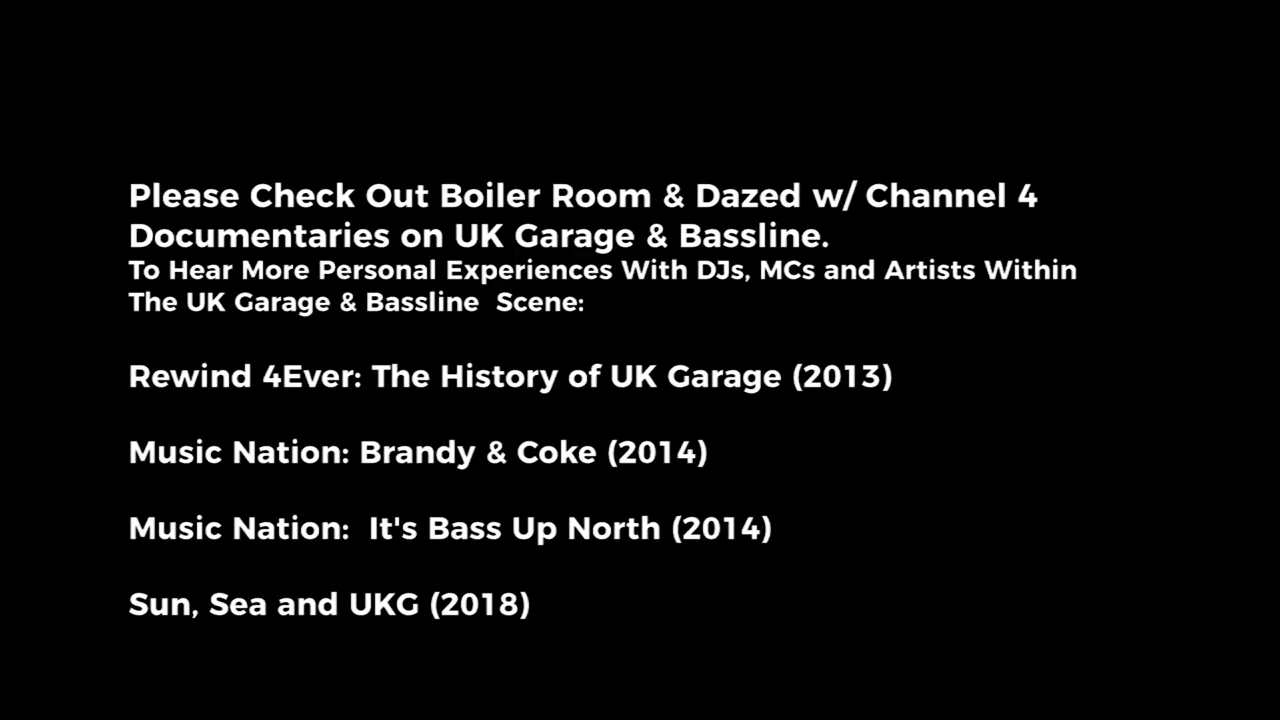 Please Check Out Boiler Room & Dazed w/ Channel 4
Documentaries on UK Garage & Bassline.
To Hear More Personal Experiences With DJs, MCs and Artists Within
The UK Garage & Bassline  Scene:
Rewind 4Ever: The History of UK Garage (2013)
Music Nation: Brandy & Coke (2014)
Music Nation:  It's Bass Up North (2014)
Sun, Sea and UKG (2018)